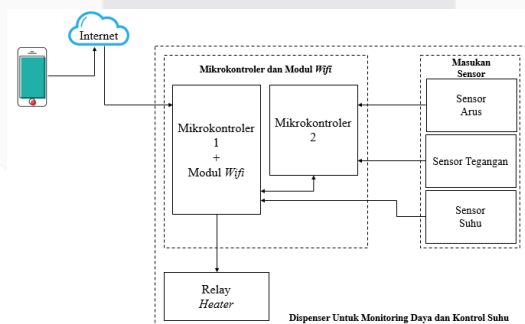 Internet
Mikrokontroler dan Modul Wifi
Masukan
Sensor
Mikrokontroler
1
+
Modul Wifi
Mikrokontroler
2
Sensor
Arus
Sensor Tegangan
Sensor
Suhu
Relay
Heater
Dispenser Untuk Monitoring Daya dan Kontrol Suhu